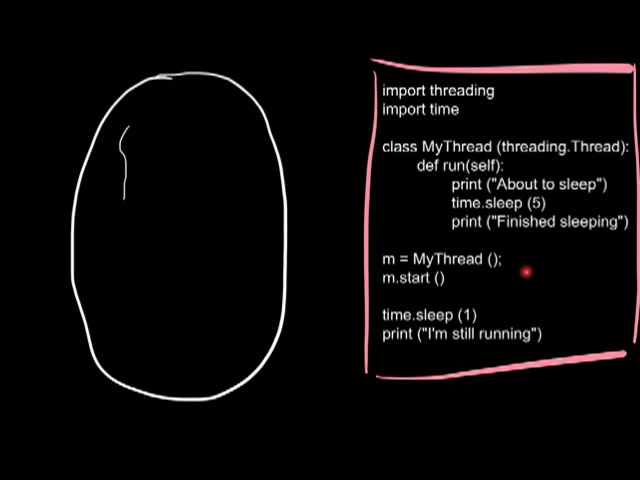 import threading
import time
class MyThread (threading.Thread):
def run(self):
print ("About to sleep")
time.sleep (5)
print ("Finished sleeping")
m = MyThread ();
m.start ()
time.sleep (1)
print ("I'm still running")